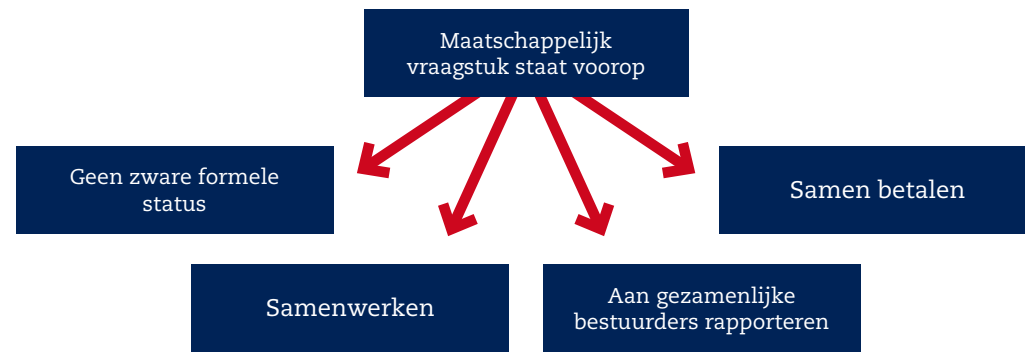 Maatschappelijk
vraagstuk staat voorop
Geen zware formele
status
Samen betalen
Samenwerken
Aan gezamenlijke
bestuurders rapporteren